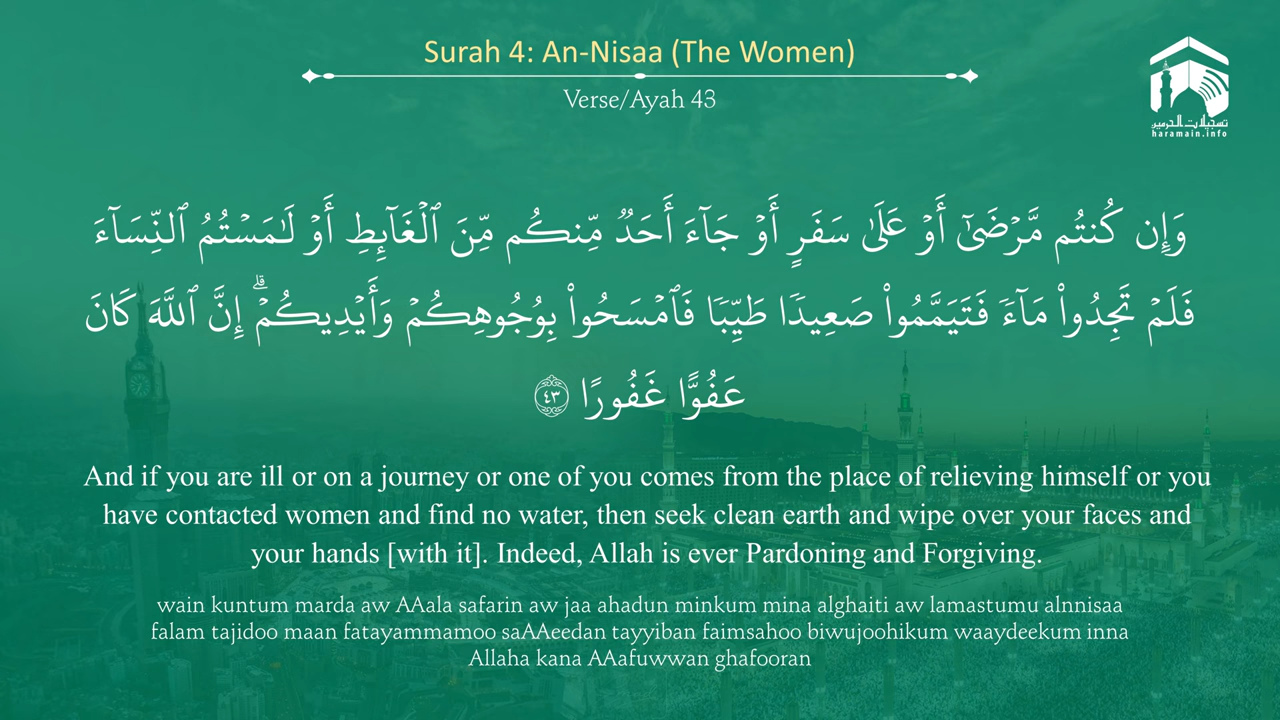 Surah 4: An-Nisaa (The Women)
Verse/Ayah 43
تسجيلات الحرمين
haramain.info
وَإِن كُنتُم مَّرْضَىٰٓ أَوْ عَلَىٰ سَفَرٍ أَوْ جَآءَ أَحَدٌ مِّنكُم مِّنَ ٱلْغَآئِطِ أَوْ لَـٰمَسْتُمُ ٱلنِّسَآءَ
فَلَمْ تَجِدُوا۟ مَآءً فَتَيَمَّمُوا۟ صَعِيدًا طَيِّبًا فَٱمْسَحُوا۟ بِوُجُوهِكُمْ وَأَيْدِيكُمْ ۗ إِنَّ ٱللَّهَ كَانَ
عَفُوًّا غَفُورًا ٤٣
And if you are ill or on a journey or one of you comes from the place of relieving himself or you
have contacted women and find no water, then seek clean earth and wipe over your faces and
your hands [with it]. Indeed, Allah is ever Pardoning and Forgiving.
wain kuntum marda aw AAala safarin aw jaa ahadun minkum mina alghaiti aw lamastumu alnnisaa
falam tajidoo maan fatayammamoo saAAeedan tayyiban faimsahoo biwujoohikum waaydeekum inna
Allaha kana AAafuwwan ghafooran